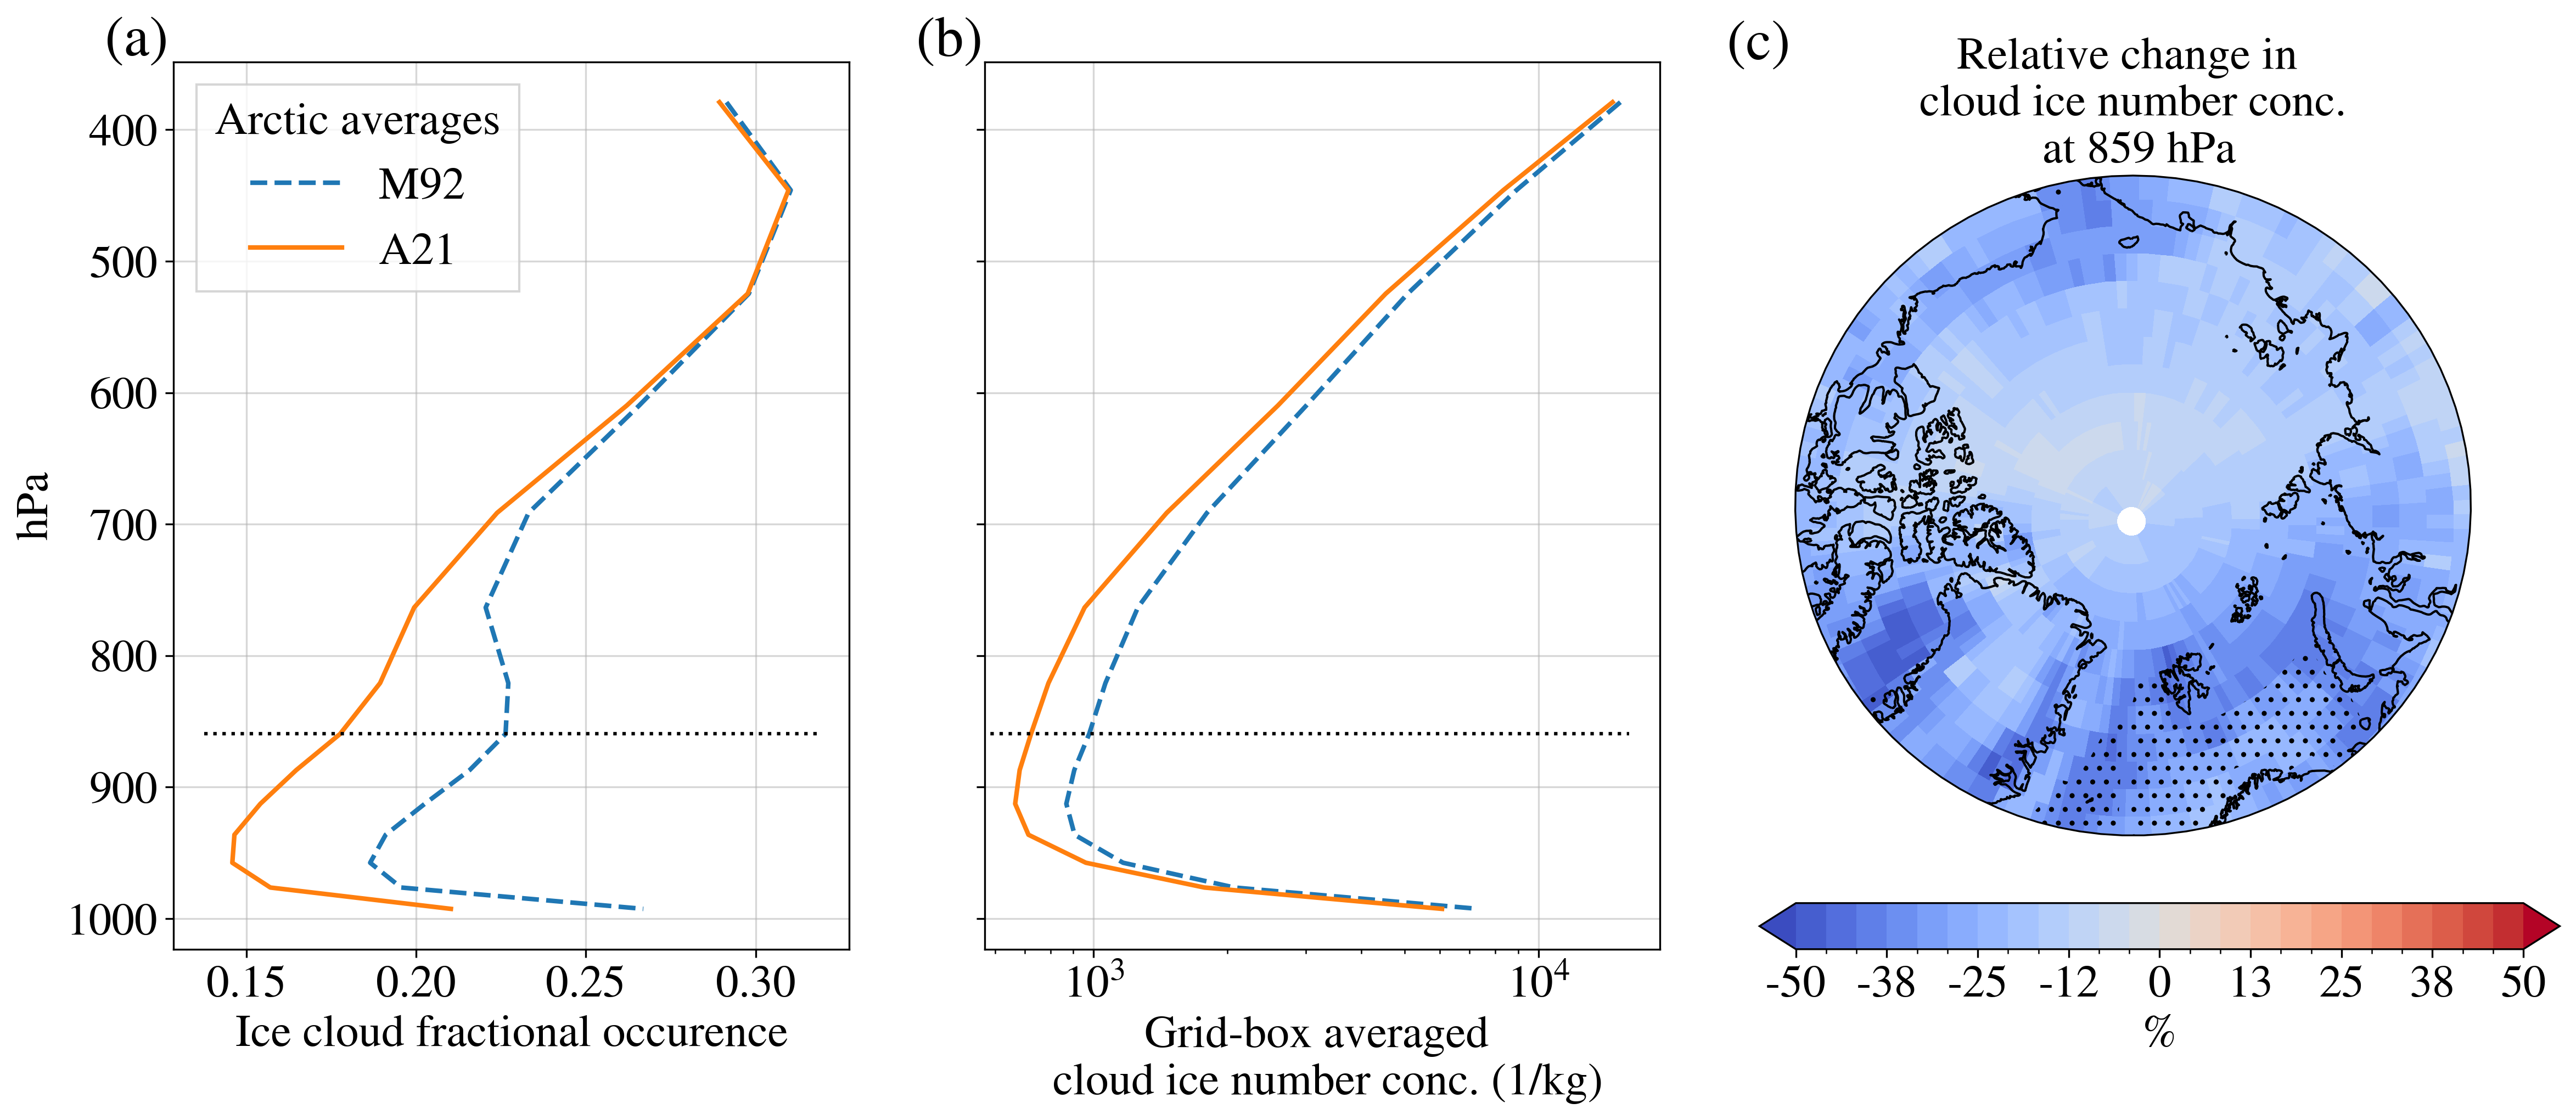 (a)
Arctic averages
M92
A21
400
500
600
700
800
900
1000
hPa
0.15 0.20 0.25 0.30
Ice cloud fractional occurence
(b)
10³ 10⁴
Grid-box averaged
cloud ice number conc. (1/kg)
(c)
Relative change in
cloud ice number conc.
at 859 hPa
-50 -38 -25 -12 0 13 25 38 50
%